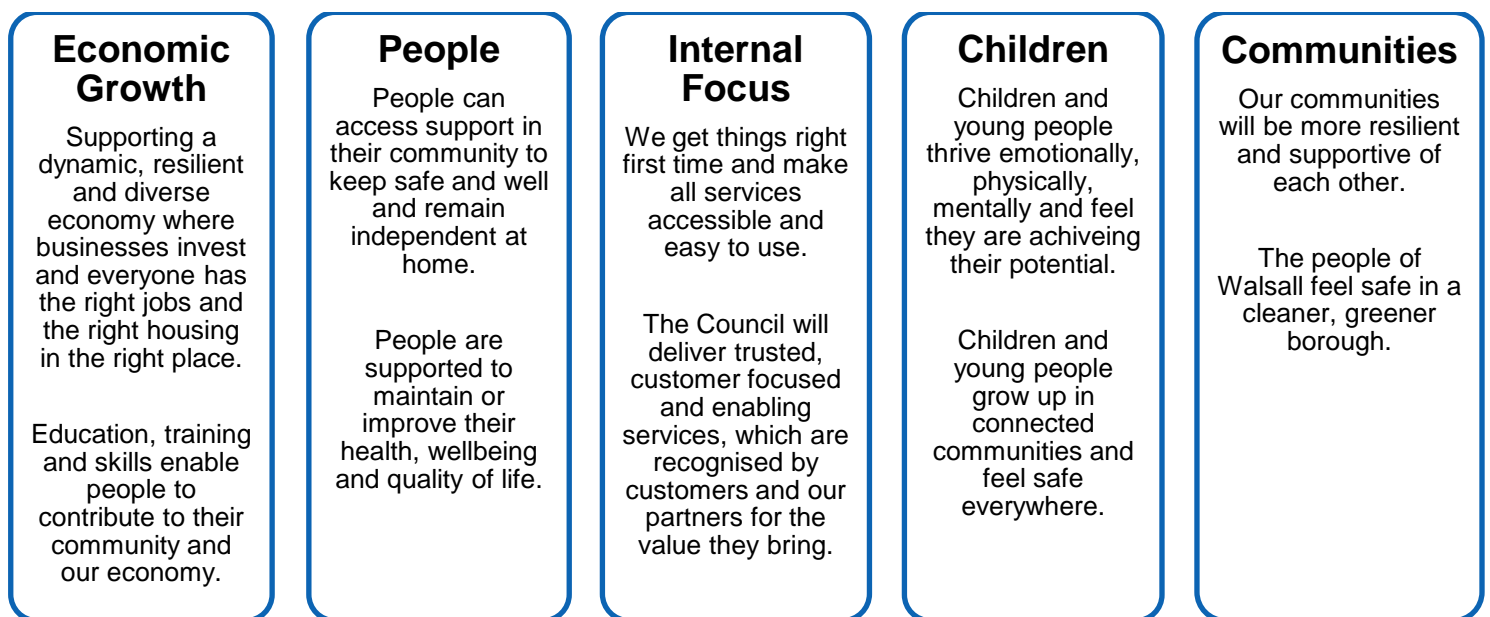 Economic
Growth
Supporting a
dynamic, resilient
and diverse
economy where
businesses invest
and everyone has
the right jobs and
the right housing
in the right place.
Education, training
and skills enable
people to
contribute to their
community and
our economy.
People
People can
access support in
their community to
keep safe and well
and remain
independent at
home.
People are
supported to
maintain or
improve their
health, wellbeing
and quality of life.
Internal
Focus
We get things right
first time and make
all services
accessible and
easy to use.
The Council will
deliver trusted,
customer focused
and enabling
services, which are
recognised by
customers and our
partners for the
value they bring.
Children
Children and
young people
thrive emotionally,
physically,
mentally and feel
they are achiveing
their potential.
Children and
young people
grow up in
connected
communities and
feel safe
everywhere.
Communities
Our communities
will be more resilient
and supportive of
each other.
The people of
Walsall feel safe in a
cleaner, greener
borough.